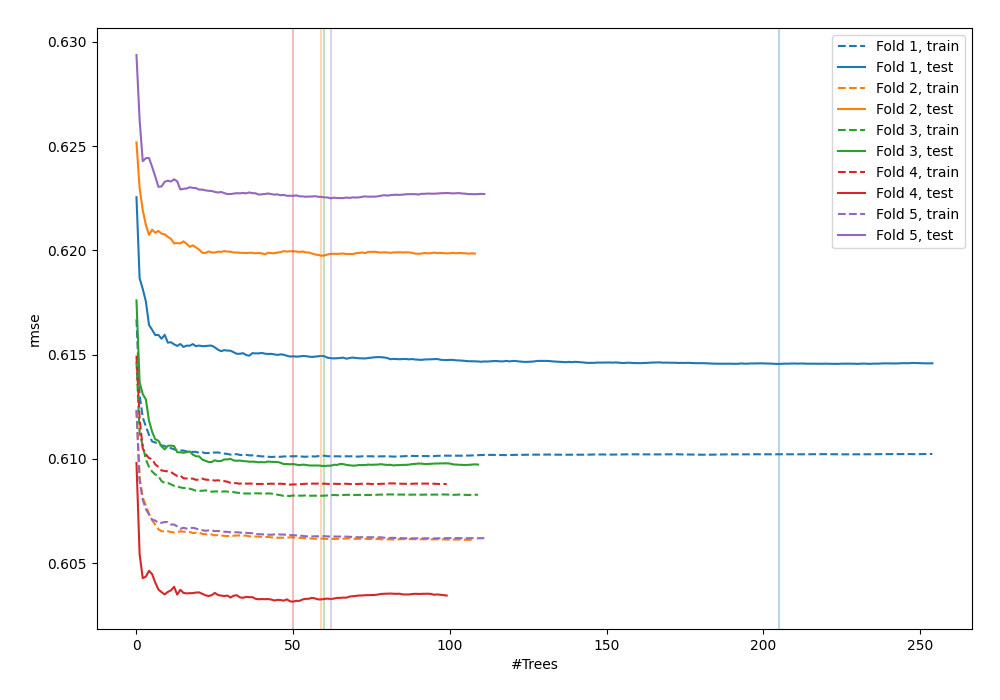 0.630
0.625
0.620
0.615
0.610
0.605
rmse
0
50
100
150
200
250
#Trees
Fold 1, train
Fold 1, test
Fold 2, train
Fold 2, test
Fold 3, train
Fold 3, test
Fold 4, train
Fold 4, test
Fold 5, train
Fold 5, test